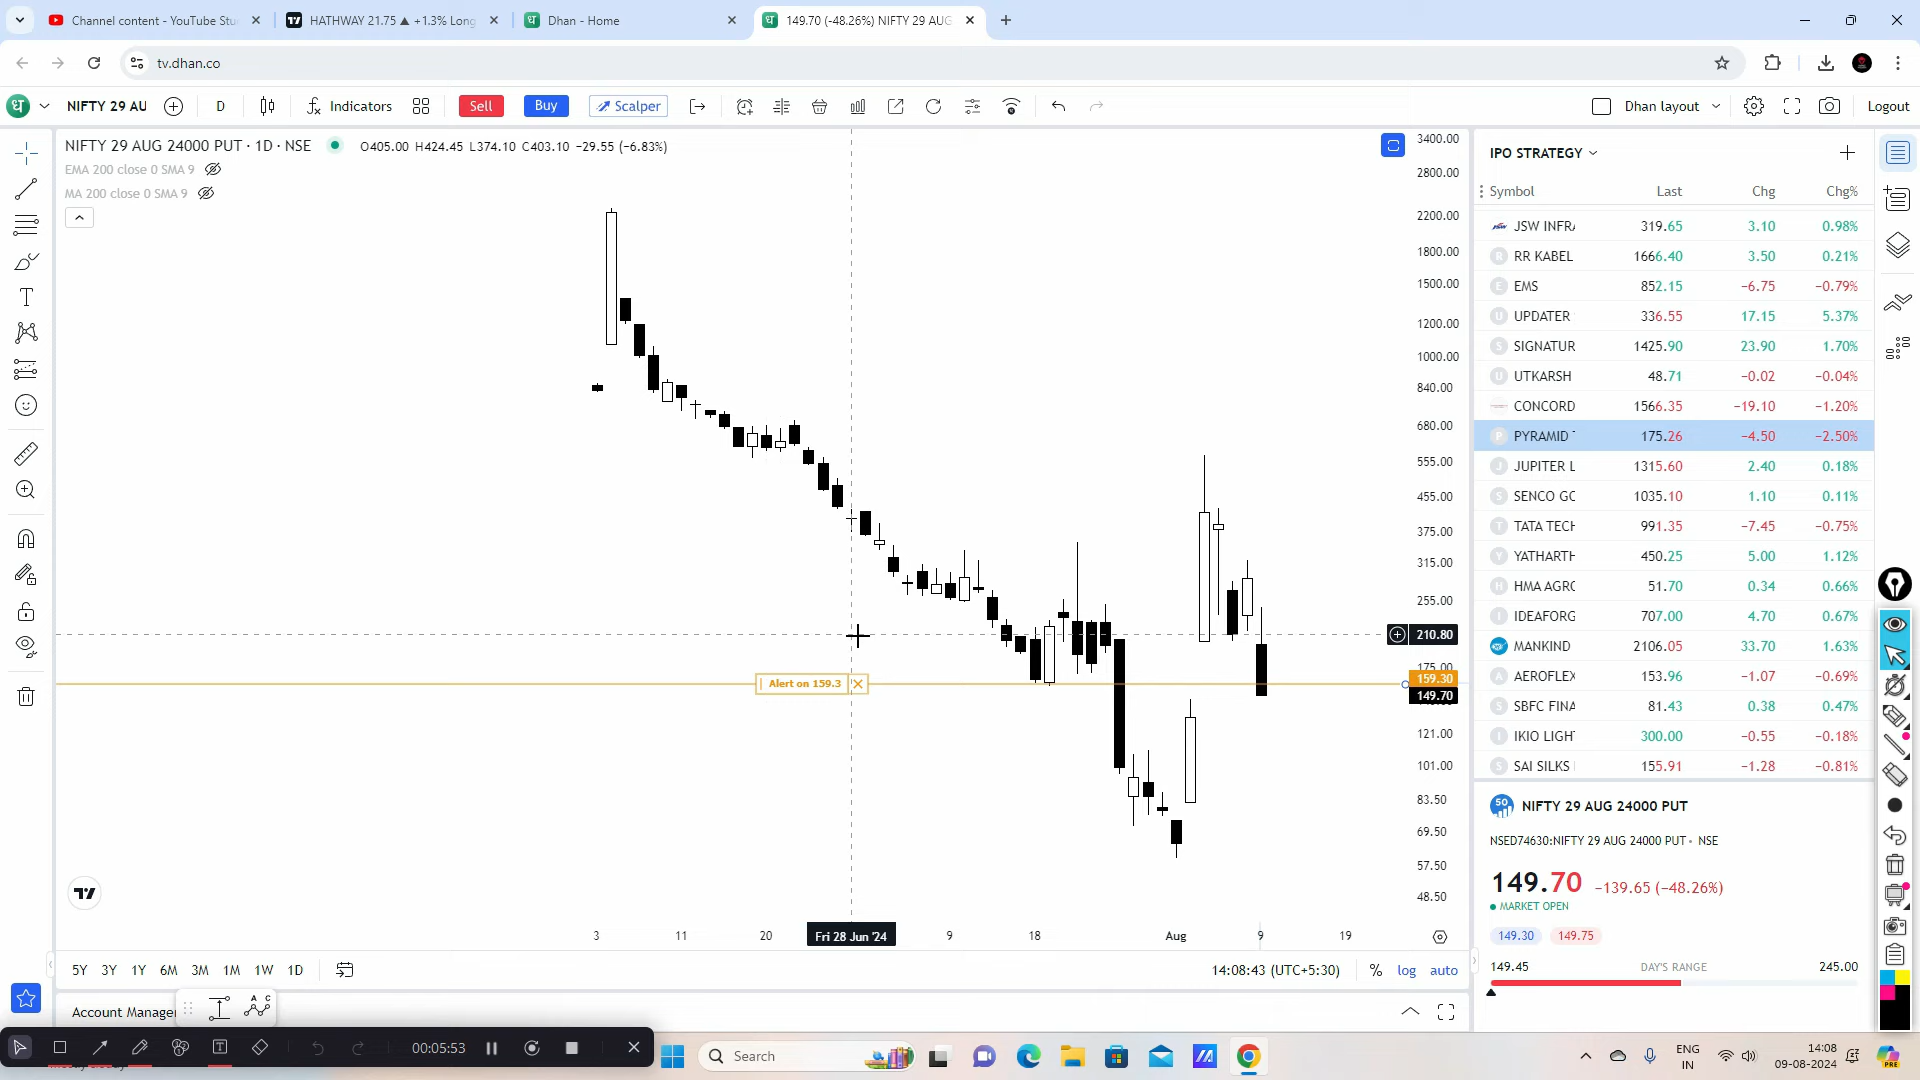 Channel content - YouTube Stu
HATHWAY 21.75 ▲ +1.3% Long
Dhan - Home
149.70 (-48.26%) NIFTY 29 AUG
tv.dhan.co
NIFTY 29 AU
D
Indicators
Sell
Buy
Scalper
Dhan layout
Logout
NIFTY 29 AUG 24000 PUT · 1D · NSE
O405.00 H424.45 L374.10 C403.10 −29.55 (−6.83%)
EMA 200 close 0 SMA 9
MA 200 close 0 SMA 9
3400.00
2800.00
2200.00
1800.00
1500.00
1200.00
1000.00
840.00
680.00
555.00
455.00
375.00
315.00
255.00
210.80
175.00
159.30
149.70
121.00
101.00
83.50
69.50
57.50
48.50
Alert on 159.3
3
11
20
Fri 28 Jun '24
9
18
Aug
9
19
5Y
3Y
1Y
6M
3M
1M
1W
1D
14:08:43 (UTC+5:30)
%
log
auto
Account Manager
IPO STRATEGY
Symbol Last Chg Chg%
JSW INFRA 319.65 3.10 0.98%
RR KABEL 1666.40 3.50 0.21%
EMS 852.15 −6.75 −0.79%
UPDATER 336.55 17.15 5.37%
SIGNATUR 1425.90 23.90 1.70%
UTKARSH 48.71 −0.02 −0.04%
CONCORD 1566.35 −19.10 −1.20%
PYRAMID 175.26 −4.50 −2.50%
JUPITER L 1315.60 2.40 0.18%
SENCO GO 1035.10 1.10 0.11%
TATA TECH 991.35 −7.45 −0.75%
YATHARTH 450.25 5.00 1.12%
HMA AGRO 51.70 0.34 0.66%
IDEAFORG 707.00 4.70 0.67%
MANKIND 2106.05 33.70 1.63%
AEROFLEX 153.96 −1.07 −0.69%
SBFC FINA 81.43 0.38 0.47%
IKIO LIGHT 300.00 −0.55 −0.18%
SAI SILKS 155.91 −1.28 −0.81%
50
NIFTY 29 AUG 24000 PUT
NSED74630:NIFTY 29 AUG 24000 PUT • NSE
149.70 −139.65 (−48.26%)
MARKET OPEN
149.30 149.75
149.45 DAY'S RANGE 245.00
00:05:53
Search
ENG
IN
14:08
09-08-2024